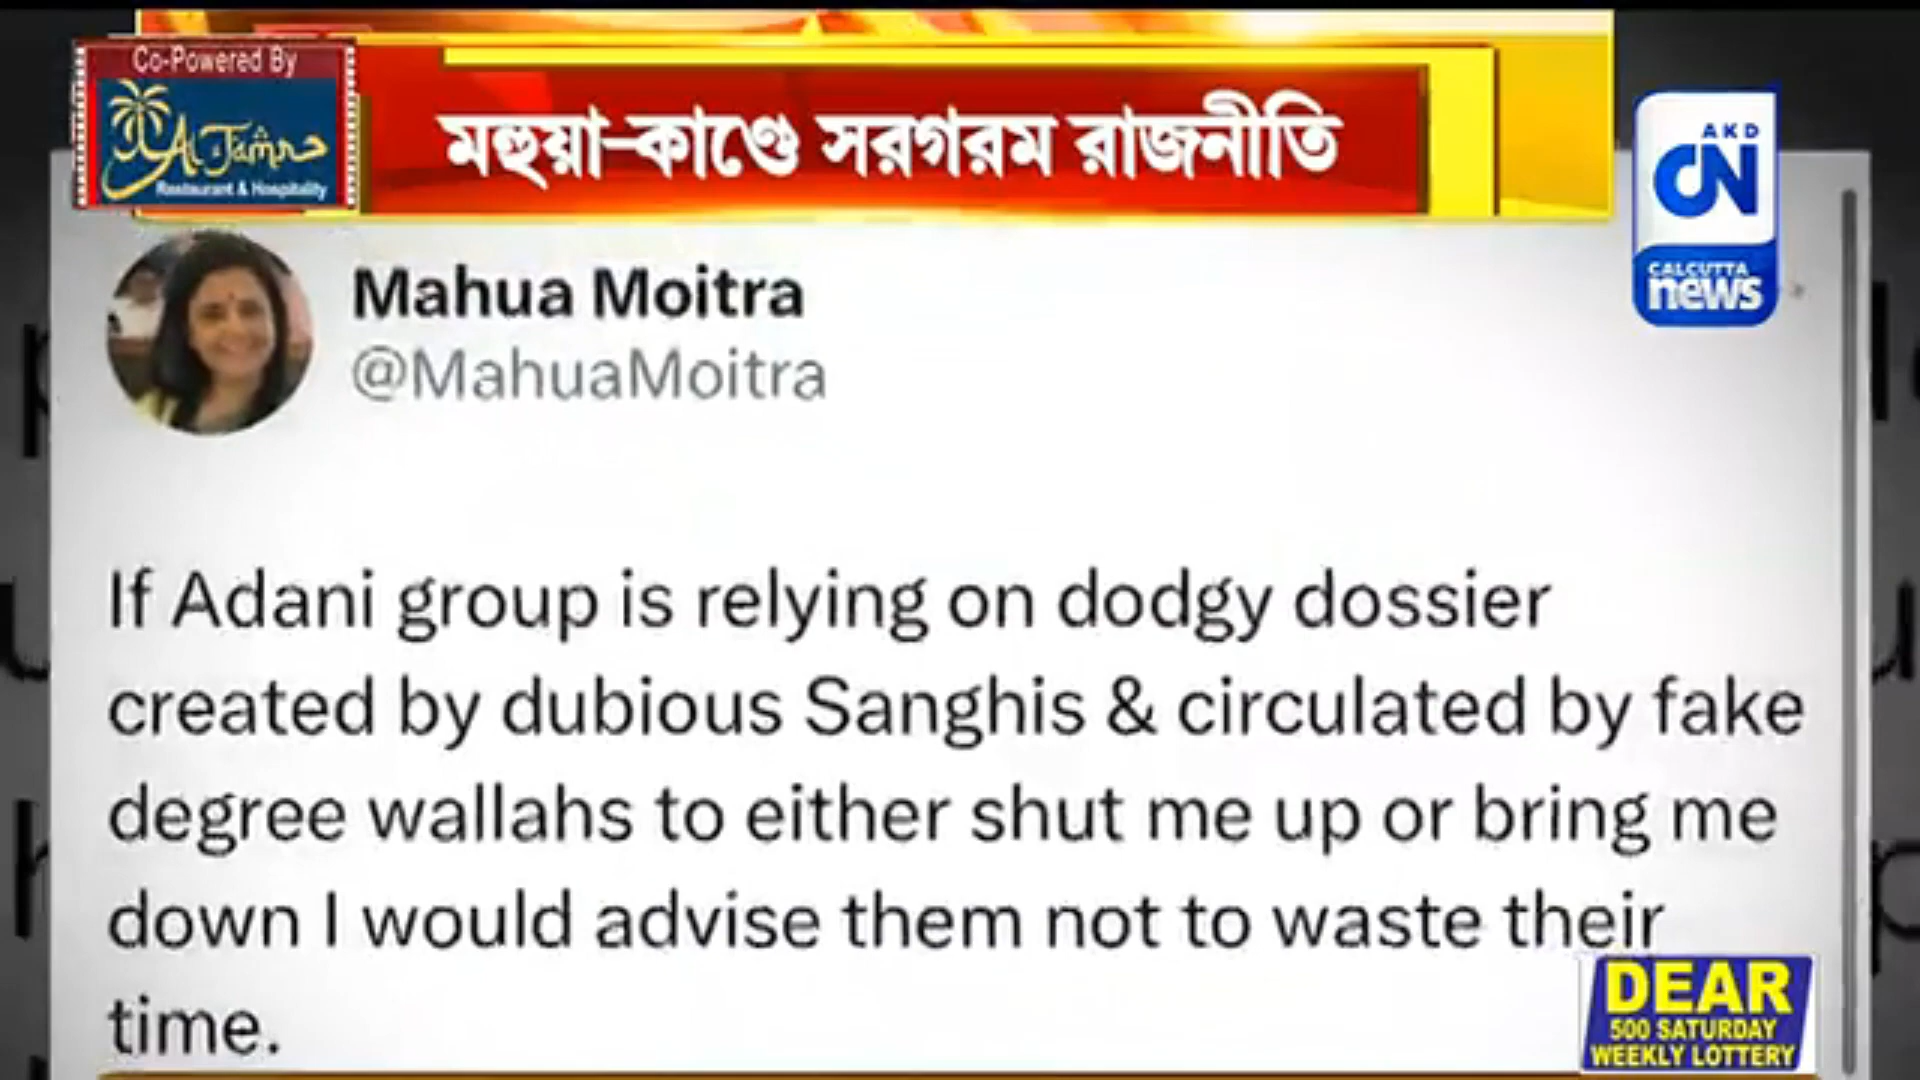 Co-Powered By
Restaurant & Hospitality
মহুয়া-কাণ্ডে সরগরম রাজনীতি
AKD
CN
CALCUTTA
news
Mahua Moitra
@MahuaMoitra
If Adani group is relying on dodgy dossier
created by dubious Sanghis & circulated by fake
degree wallahs to either shut me up or bring me
down I would advise them not to waste their
time.
DEAR
500 SATURDAY
WEEKLY LOTTERY